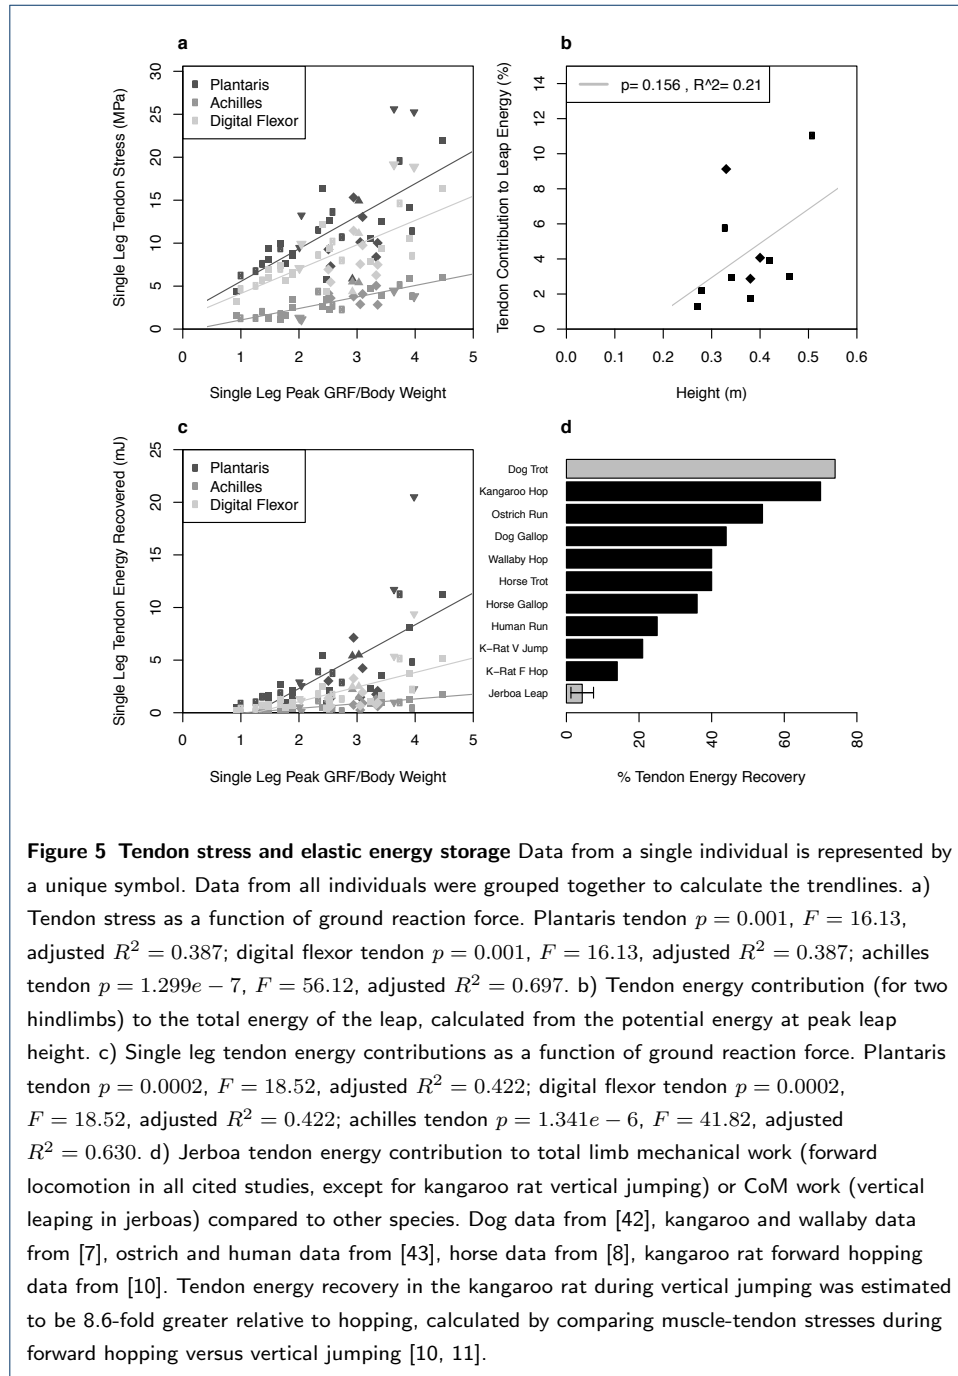 a
Single Leg Tendon Stress (MPa)
30
25
20
15
10
5
0
Plantaris
Achilles
Digital Flexor
0 1 2 3 4 5
Single Leg Peak GRF/Body Weight
b
Tendon Contribution to Leap Energy (%)
14
12
10
8
6
4
2
0
p= 0.156 , R^2= 0.21
0.0 0.1 0.2 0.3 0.4 0.5 0.6
Height (m)
c
Single Leg Tendon Energy Recovered (mJ)
25
20
15
10
5
0
Plantaris
Achilles
Digital Flexor
0 1 2 3 4 5
Single Leg Peak GRF/Body Weight
d
Dog Trot
Kangaroo Hop
Ostrich Run
Dog Gallop
Wallaby Hop
Horse Trot
Horse Gallop
Human Run
K−Rat V Jump
K−Rat F Hop
Jerboa Leap
0 20 40 60 80
% Tendon Energy Recovery
Figure 5 Tendon stress and elastic energy storage Data from a single individual is represented by
a unique symbol. Data from all individuals were grouped together to calculate the trendlines. a)
Tendon stress as a function of ground reaction force. Plantaris tendon p = 0.001, F = 16.13,
adjusted R² = 0.387; digital flexor tendon p = 0.001, F = 16.13, adjusted R² = 0.387; achilles
tendon p = 1.299e − 7, F = 56.12, adjusted R² = 0.697. b) Tendon energy contribution (for two
hindlimbs) to the total energy of the leap, calculated from the potential energy at peak leap
height. c) Single leg tendon energy contributions as a function of ground reaction force. Plantaris
tendon p = 0.0002, F = 18.52, adjusted R² = 0.422; digital flexor tendon p = 0.0002,
F = 18.52, adjusted R² = 0.422; achilles tendon p = 1.341e − 6, F = 41.82, adjusted
R² = 0.630. d) Jerboa tendon energy contribution to total limb mechanical work (forward
locomotion in all cited studies, except for kangaroo rat vertical jumping) or CoM work (vertical
leaping in jerboas) compared to other species. Dog data from [42], kangaroo and wallaby data
from [7], ostrich and human data from [43], horse data from [8], kangaroo rat forward hopping
data from [10]. Tendon energy recovery in the kangaroo rat during vertical jumping was estimated
to be 8.6-fold greater relative to hopping, calculated by comparing muscle-tendon stresses during
forward hopping versus vertical jumping [10, 11].